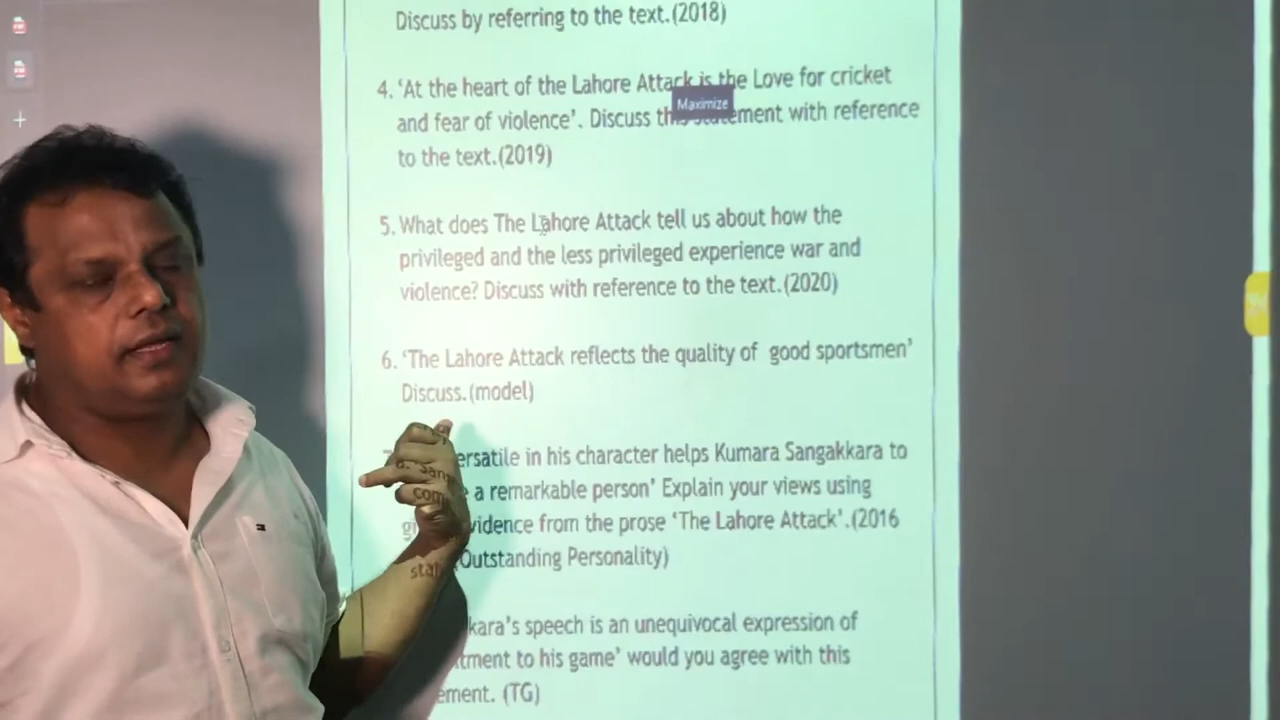 Discuss by referring to the text.(2018)
4. ‘At the heart of the Lahore Attack is the Love for cricket
Maximize
and fear of violence’. Discuss this statement with reference
to the text.(2019)
5. What does The Lahore Attack tell us about how the
privileged and the less privileged experience war and
violence? Discuss with reference to the text.(2020)
6. ‘The Lahore Attack reflects the quality of good sportsmen’
Discuss.(model)
ersatile in his character helps Kumara Sangakkara to
a remarkable person’ Explain your views using
vidence from the prose ‘The Lahore Attack’.(2016
Outstanding Personality)
kara’s speech is an unequivocal expression of
tment to his game’ would you agree with this
ement. (TG)